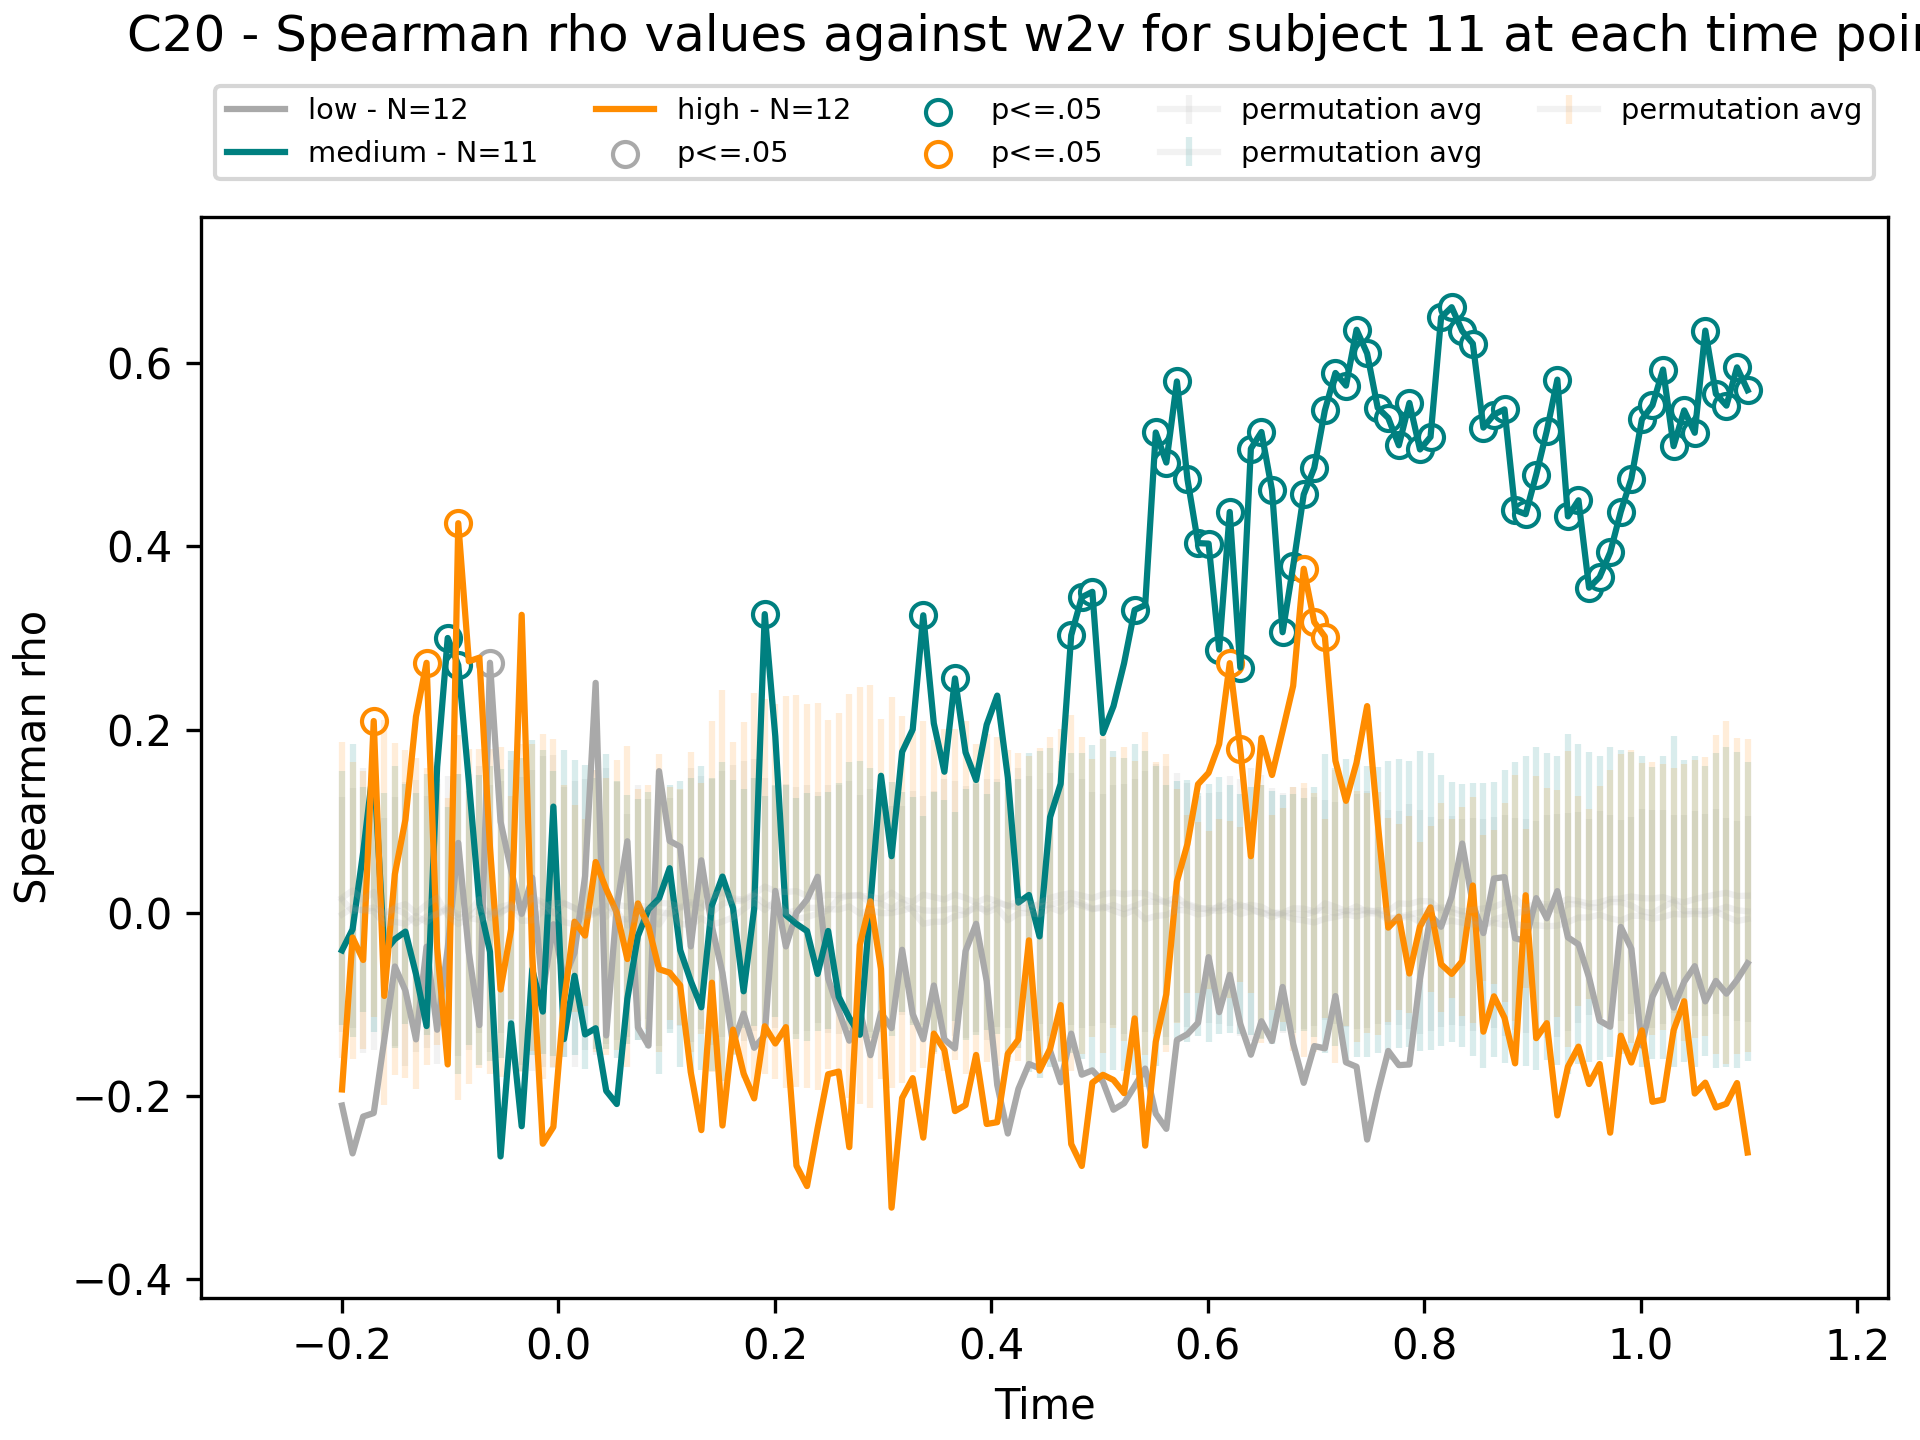 C20 - Spearman rho values against w2v for subject 11 at each time poi
low - N=12
high - N=12
p<=.05
permutation avg
permutation avg
medium - N=11
p<=.05
p<=.05
permutation avg
Spearman rho
0.6
0.4
0.2
0.0
−0.2
−0.4
−0.2
0.0
0.2
0.4
0.6
0.8
1.0
1.2
Time